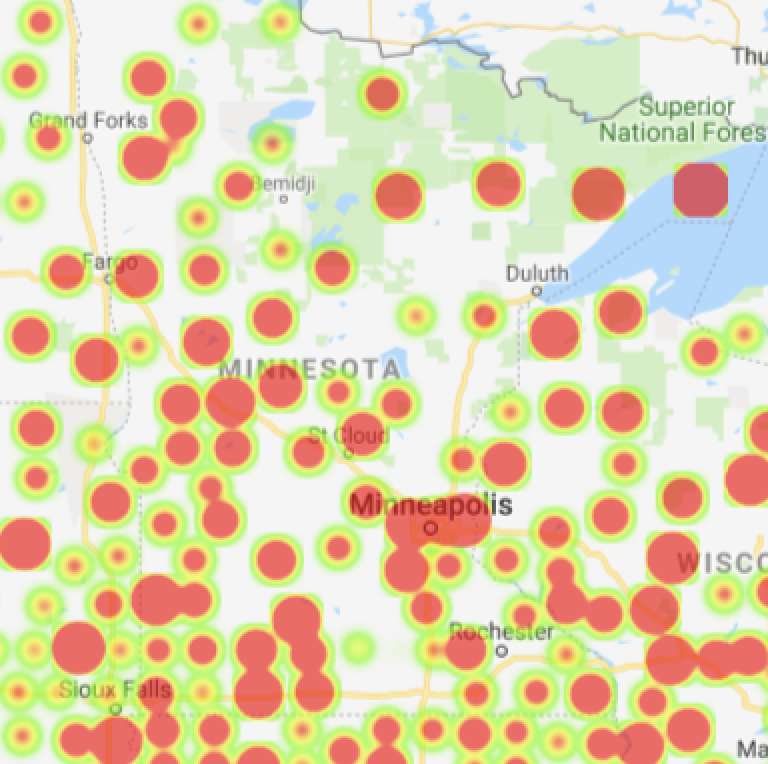 Thu
Grand Forks
Superior
National Fores
Bemidji
Fargo
Duluth
MINNESOTA
St Cloud
Minneapolis
WISCO
Rochester
Sioux Falls
Ma